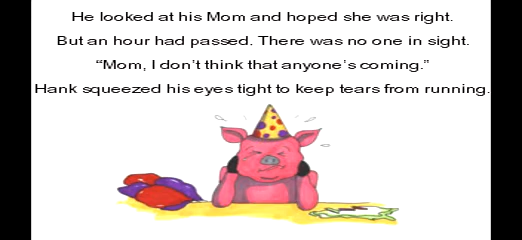 He looked at his Mom and hoped she was right.
But an hour had passed. There was no one in sight.
“Mom, I don’t think that anyone’s coming.”
Hank squeezed his eyes tight to keep tears from running.